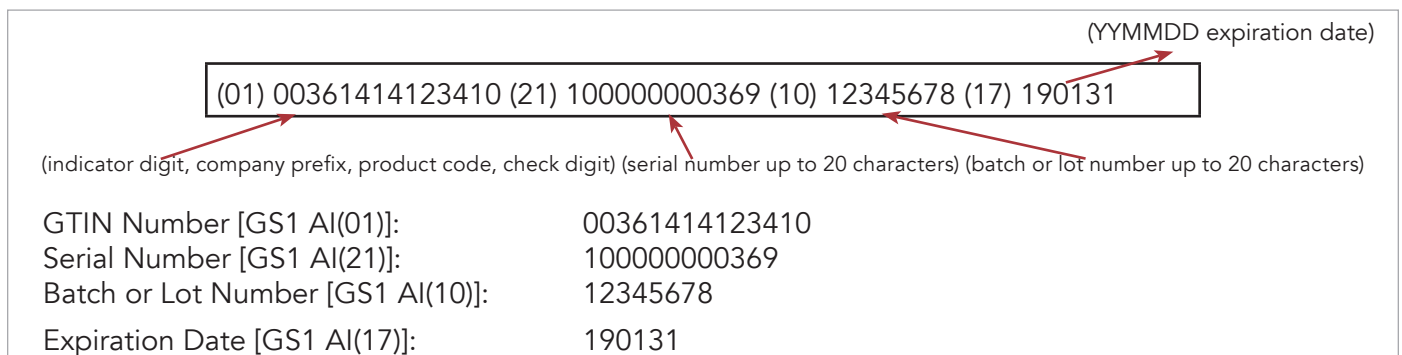 (YYMMDD expiration date)
(01) 00361414123410 (21) 100000000369 (10) 12345678 (17) 190131
(indicator digit, company prefix, product code, check digit) (serial number up to 20 characters) (batch or lot number up to 20 characters)
GTIN Number [GS1 AI(01)]: 00361414123410
Serial Number [GS1 AI(21)]: 100000000369
Batch or Lot Number [GS1 AI(10)]: 12345678
Expiration Date [GS1 AI(17)]: 190131